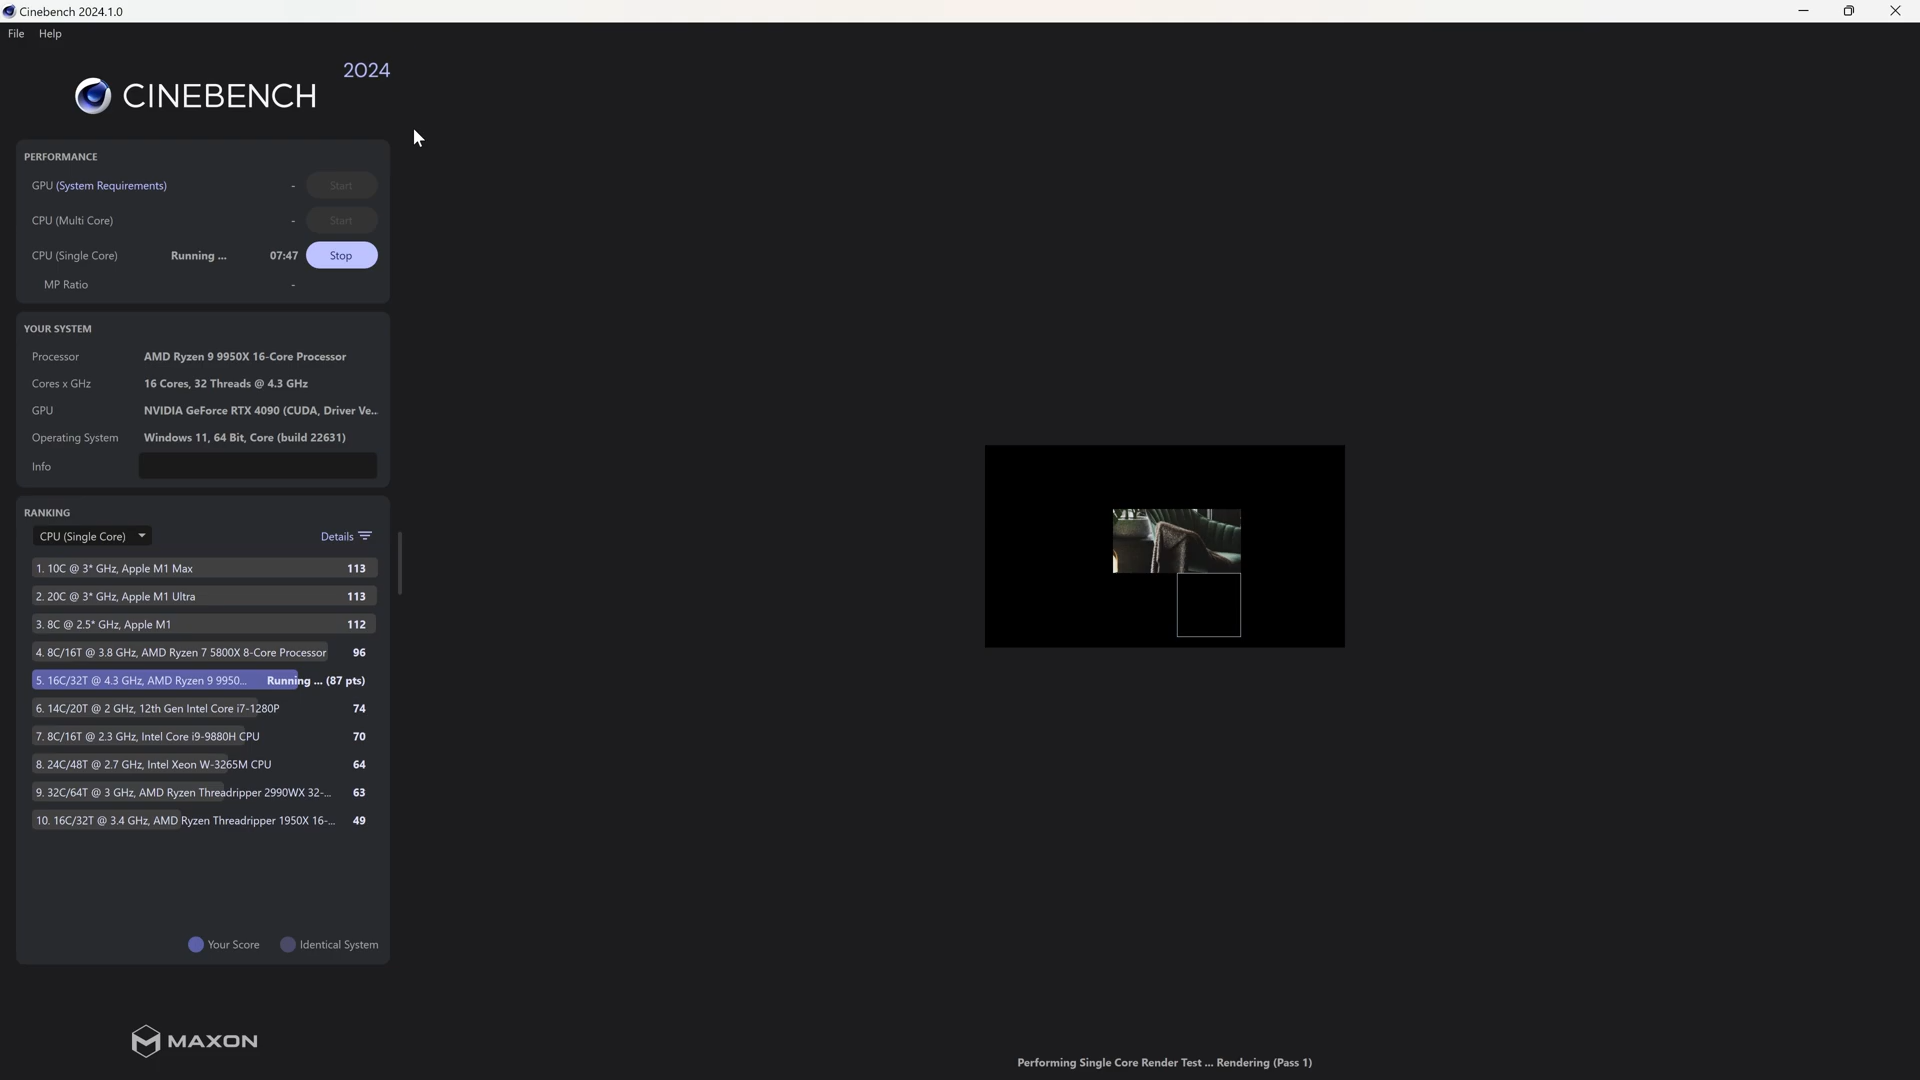 Cinebench 2024.1.0
File Help
2024
CINEBENCH
PERFORMANCE
GPU (System Requirements) - Start
CPU (Multi Core) - Start
CPU (Single Core) Running ... 07:47 Stop
MP Ratio -
YOUR SYSTEM
Processor AMD Ryzen 9 9950X 16-Core Processor
Cores x GHz 16 Cores, 32 Threads @ 4.3 GHz
GPU NVIDIA GeForce RTX 4090 (CUDA, Driver Ve...
Operating System Windows 11, 64 Bit, Core (build 22631)
Info
RANKING
CPU (Single Core) Details
1. 10C @ 3* GHz, Apple M1 Max 113
2. 20C @ 3* GHz, Apple M1 Ultra 113
3. 8C @ 2.5* GHz, Apple M1 112
4. 8C/16T @ 3.8 GHz, AMD Ryzen 7 5800X 8-Core Processor 96
5. 16C/32T @ 4.3 GHz, AMD Ryzen 9 9950... Running ... (87 pts)
6. 14C/20T @ 2 GHz, 12th Gen Intel Core i7-1280P 74
7. 8C/16T @ 2.3 GHz, Intel Core i9-9880H CPU 70
8. 24C/48T @ 2.7 GHz, Intel Xeon W-3265M CPU 64
9. 32C/64T @ 3 GHz, AMD Ryzen Threadripper 2990WX 32-... 63
10. 16C/32T @ 3.4 GHz, AMD Ryzen Threadripper 1950X 16-... 49
Your Score Identical System
MAXON
Performing Single Core Render Test ... Rendering (Pass 1)